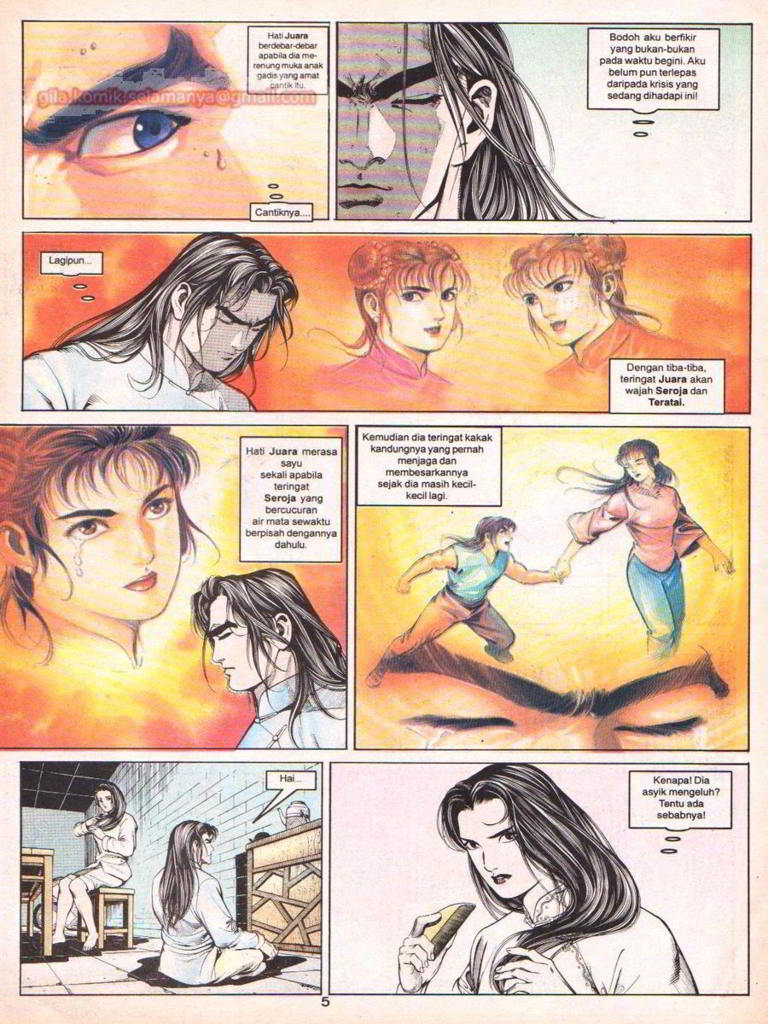 Hati Juara
berdebar-debar
apabila dia me-
renung muka anak
gadis yang amat
cantik itu.
gila.komik.selamanya@gmail.com
Cantiknya....
Bodoh aku berfikir
yang bukan-bukan
pada waktu begini. Aku
belum pun terlepas
daripada krisis yang
sedang dihadapi ini!
Lagipun...
Dengan tiba-tiba,
teringat Juara akan
wajah Seroja dan
Teratai.
Hati Juara merasa
sayu
sekali apabila
teringat
Seroja yang
bercucuran
air mata sewaktu
berpisah dengannya
dahulu.
Kemudian dia teringat kakak
kandungnya yang pernah
menjaga dan
membesarkannya
sejak dia masih kecil-
kecil lagi.
Hai...
Kenapa! Dia
asyik mengeluh?
Tentu ada
sebabnya!
5